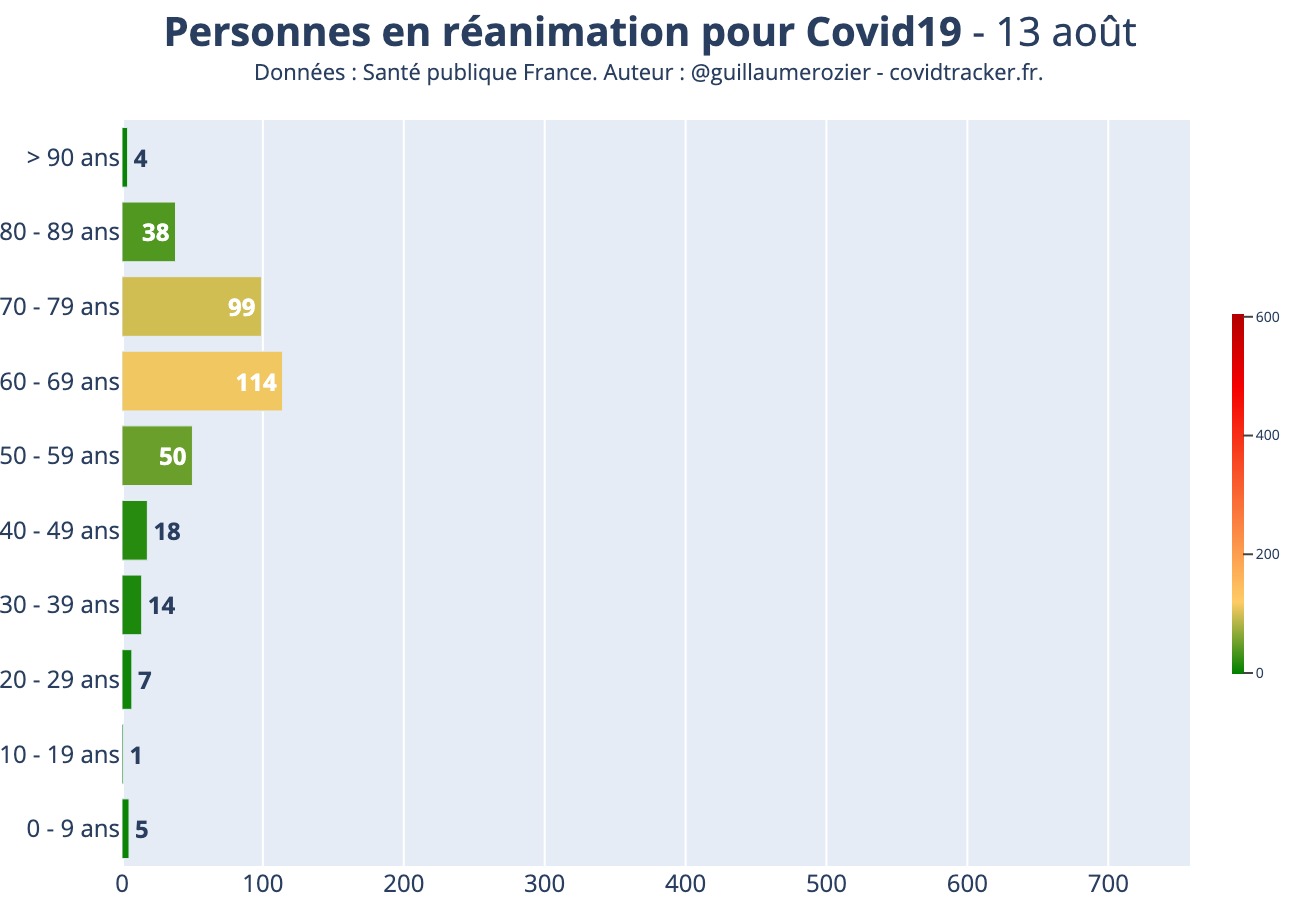 Personnes en réanimation pour Covid19 - 13 août
Données : Santé publique France. Auteur : @guillaumerozier - covidtracker.fr.
> 90 ans 4
80 - 89 ans 38
70 - 79 ans 99
60 - 69 ans 114
50 - 59 ans 50
40 - 49 ans 18
30 - 39 ans 14
20 - 29 ans 7
10 - 19 ans 1
0 - 9 ans 5
0 100 200 300 400 500 600 700
600
400
200
0